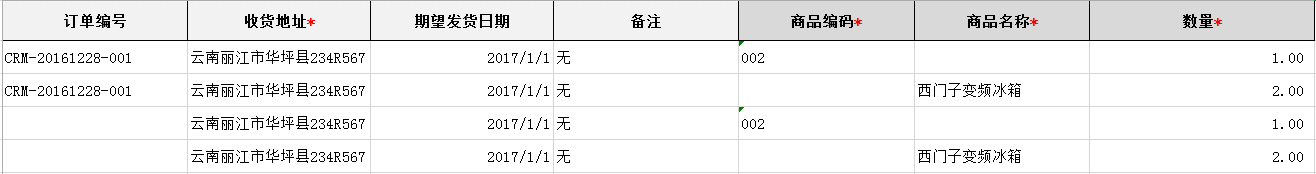 订单编号 收货地址* 期望发货日期 备注 商品编码* 商品名称* 数量*
CRM-20161228-001 云南丽江市华坪县234R567 2017/1/1 无 002 1.00
CRM-20161228-001 云南丽江市华坪县234R567 2017/1/1 无 西门子变频冰箱 2.00
云南丽江市华坪县234R567 2017/1/1 无 002 1.00
云南丽江市华坪县234R567 2017/1/1 无 西门子变频冰箱 2.00